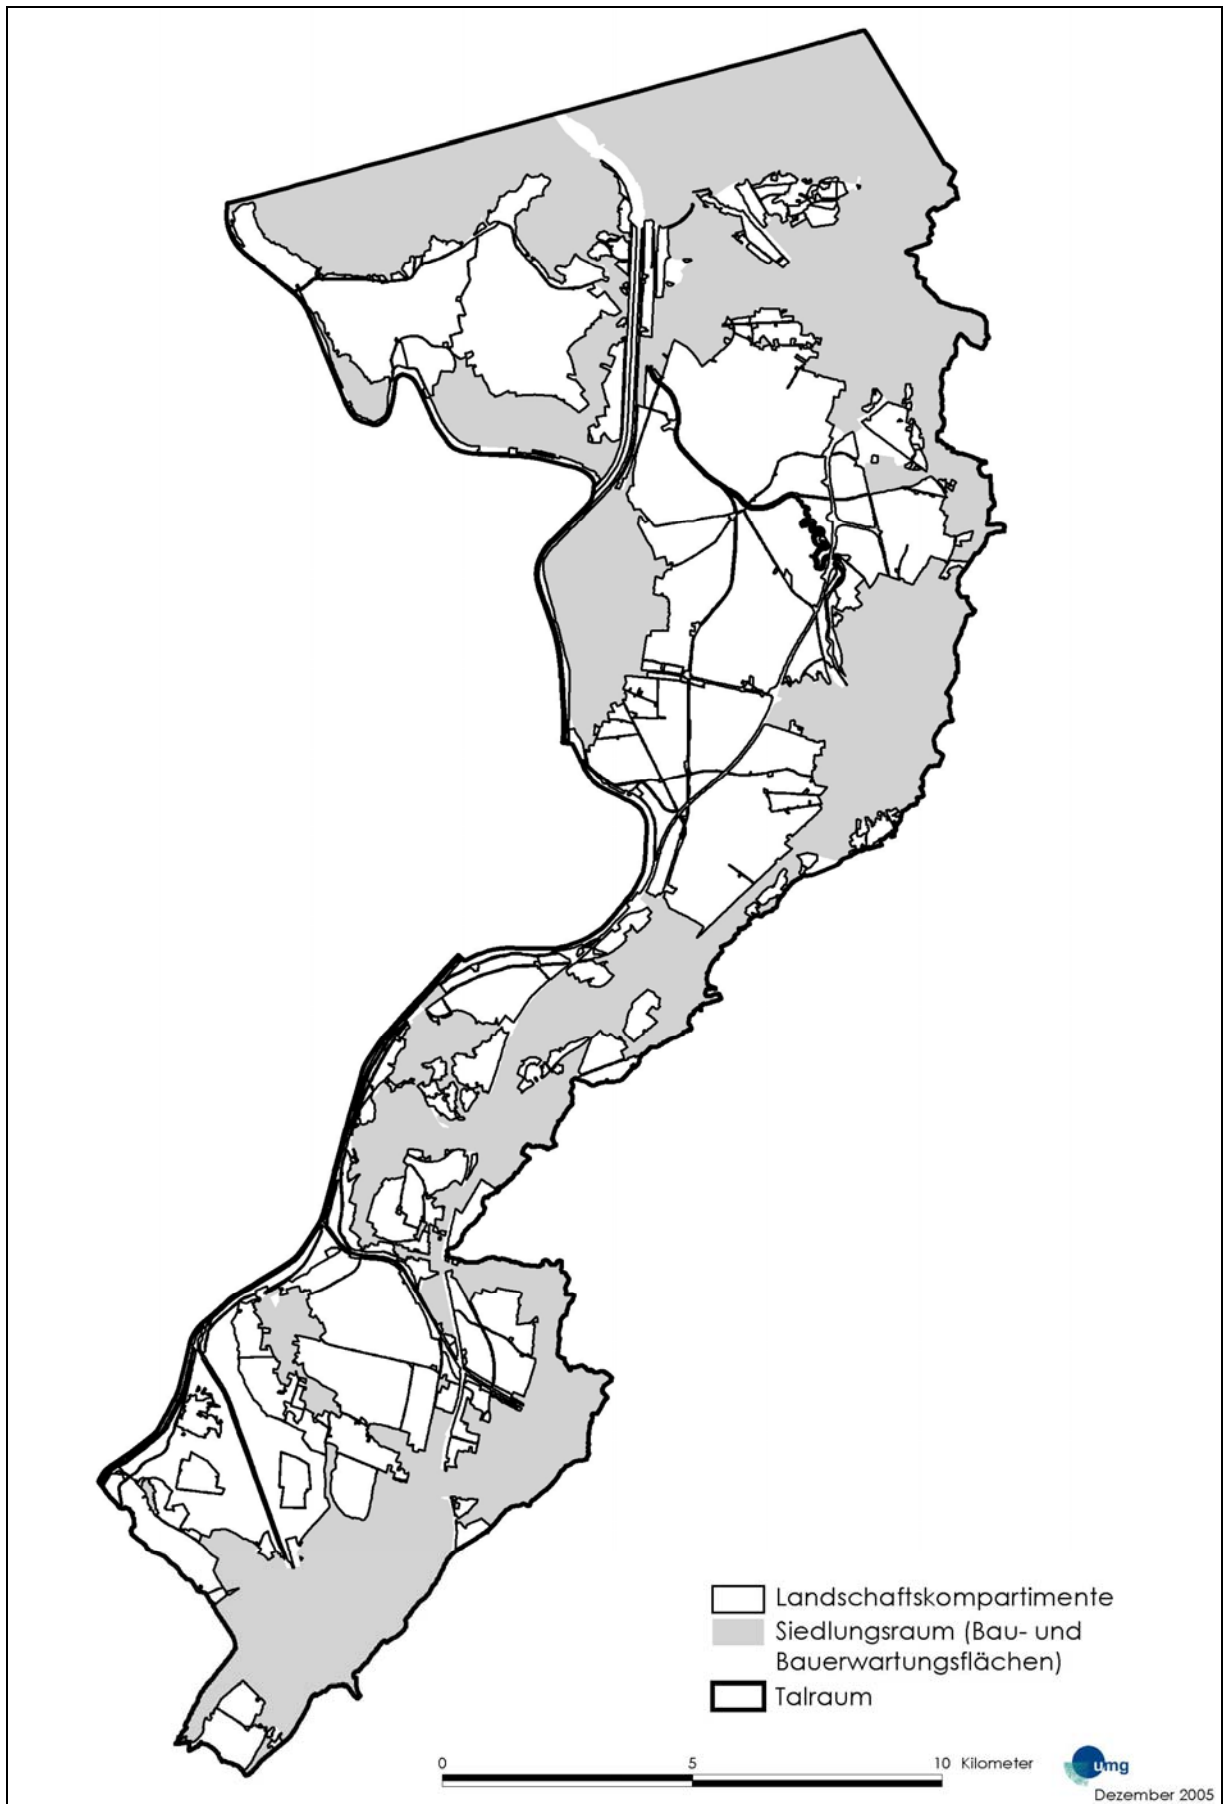 Landschaftskompartimente
Siedlungsraum (Bau- und
Bauerwartungsflächen)
Talraum
0 5 10 Kilometer
umg
Dezember 2005